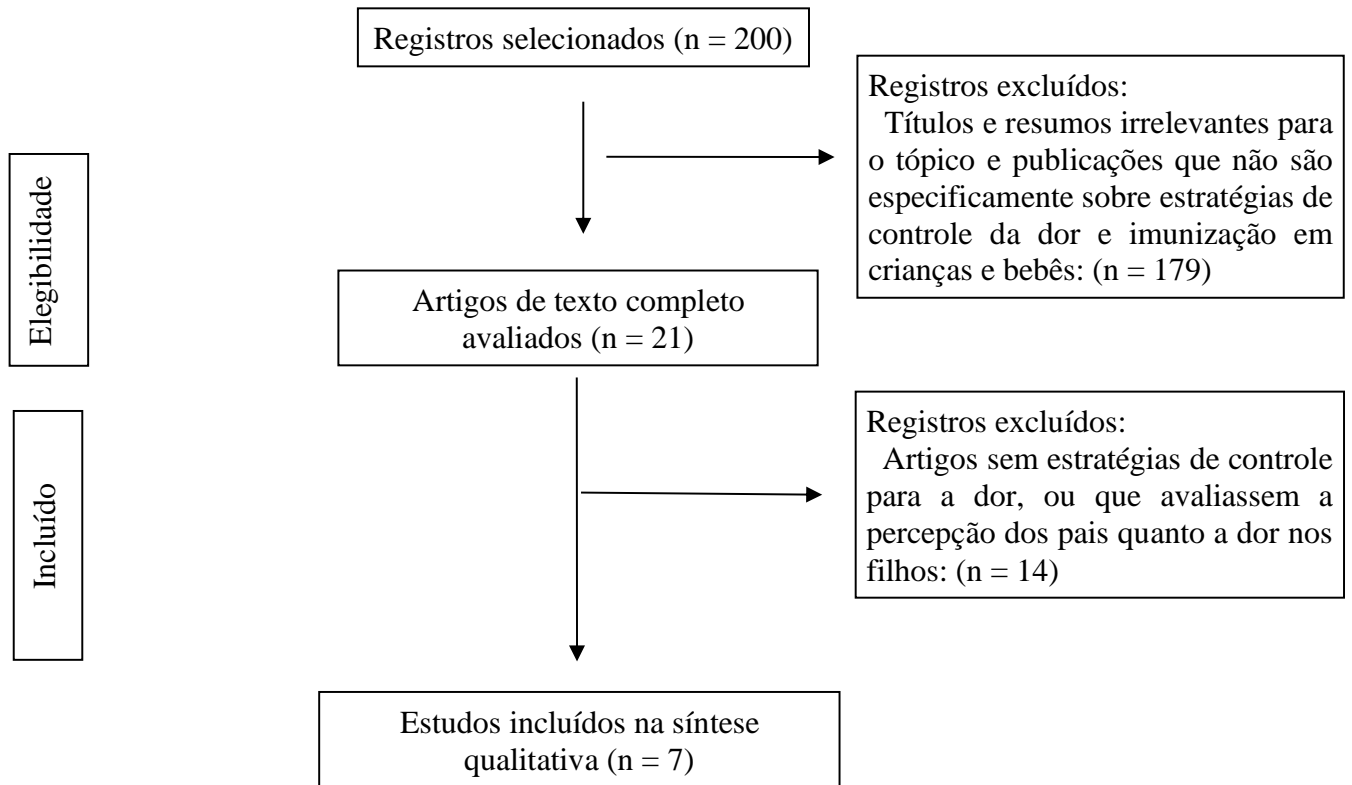 Registros selecionados (n = 200)
Registros excluídos:
Títulos e resumos irrelevantes para
o tópico e publicações que não são
especificamente sobre estratégias de
controle da dor e imunização em
crianças e bebês: (n = 179)
Elegibilidade
Artigos de texto completo
avaliados (n = 21)
Registros excluídos:
Artigos sem estratégias de controle
para a dor, ou que avaliassem a
percepção dos pais quanto a dor nos
filhos: (n = 14)
Incluído
Estudos incluídos na síntese
qualitativa (n = 7)